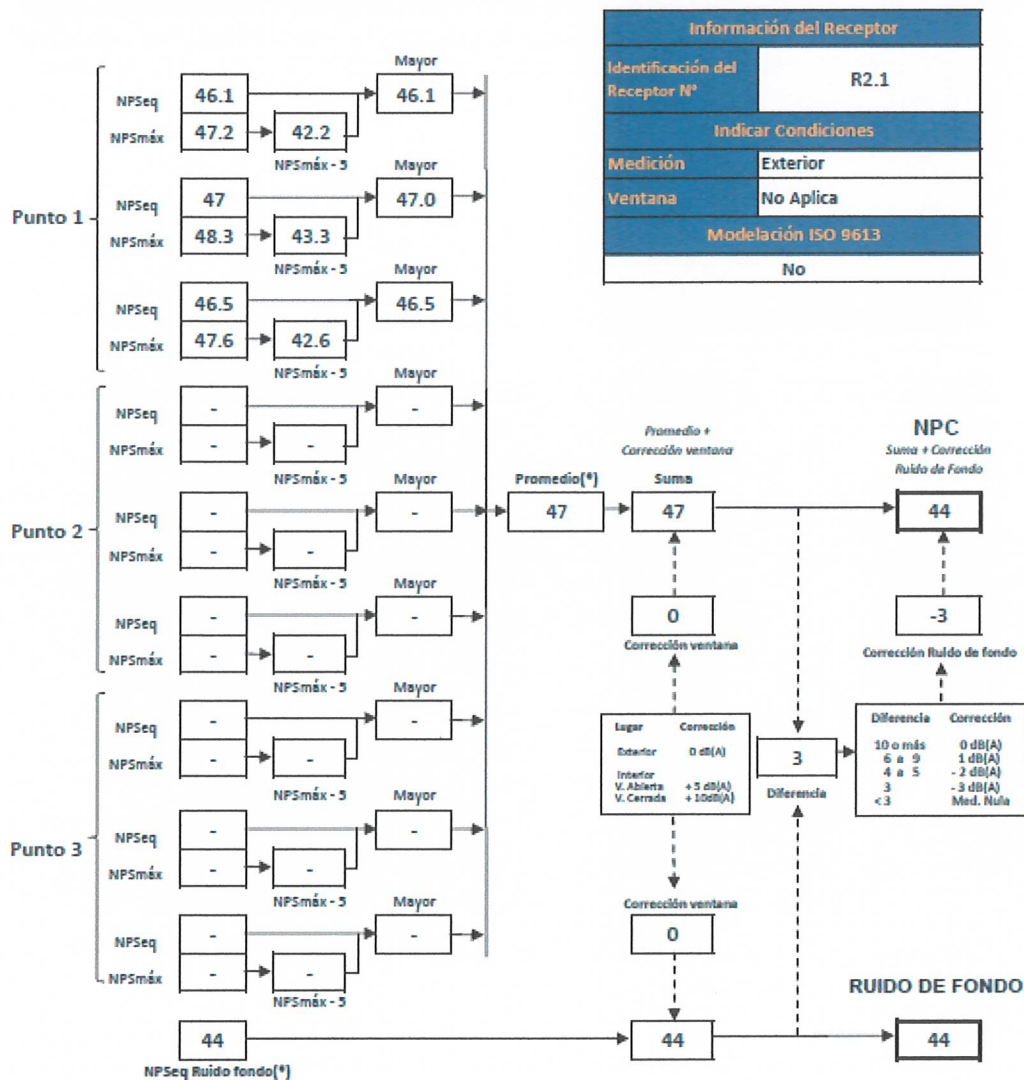 Información del Receptor
Identificación del Receptor N° R2.1
Indicar Condiciones
Medición Exterior
Ventana No Aplica
Modelación ISO 9613
No
Punto 1
Mayor
NPSeq 46.1 46.1
NPSmáx 47.2 42.2
NPSmáx - 5
Mayor
NPSeq 47 47.0
NPSmáx 48.3 43.3
NPSmáx - 5
Mayor
NPSeq 46.5 46.5
NPSmáx 47.6 42.6
NPSmáx - 5
Punto 2
Mayor
NPSeq - -
NPSmáx - -
NPSmáx - 5
Mayor
NPSeq - -
NPSmáx - -
NPSmáx - 5
Mayor
NPSeq - -
NPSmáx - -
NPSmáx - 5
Punto 3
Mayor
NPSeq - -
NPSmáx - -
NPSmáx - 5
Mayor
NPSeq - -
NPSmáx - -
NPSmáx - 5
Mayor
NPSeq - -
NPSmáx - -
NPSmáx - 5
44
NPSeq Ruido fondo(*)
Promedio(*)
47
Promedio +
Corrección ventana
Suma
47
0
Corrección ventana
Lugar Corrección
Exterior 0 dB(A)
Interior
V. Abierta + 5 dB(A)
V. Cerrada + 10dB(A)
Corrección ventana
0
44
3
Diferencia
NPC
Suma + Corrección
Ruido de Fondo
44
-3
Corrección Ruido de fondo
Diferencia Corrección
10 o más 0 dB(A)
6 a 9 1 dB(A)
4 a 5 - 2 dB(A)
3 - 3 dB(A)
< 3 Med. Nula
RUIDO DE FONDO
44